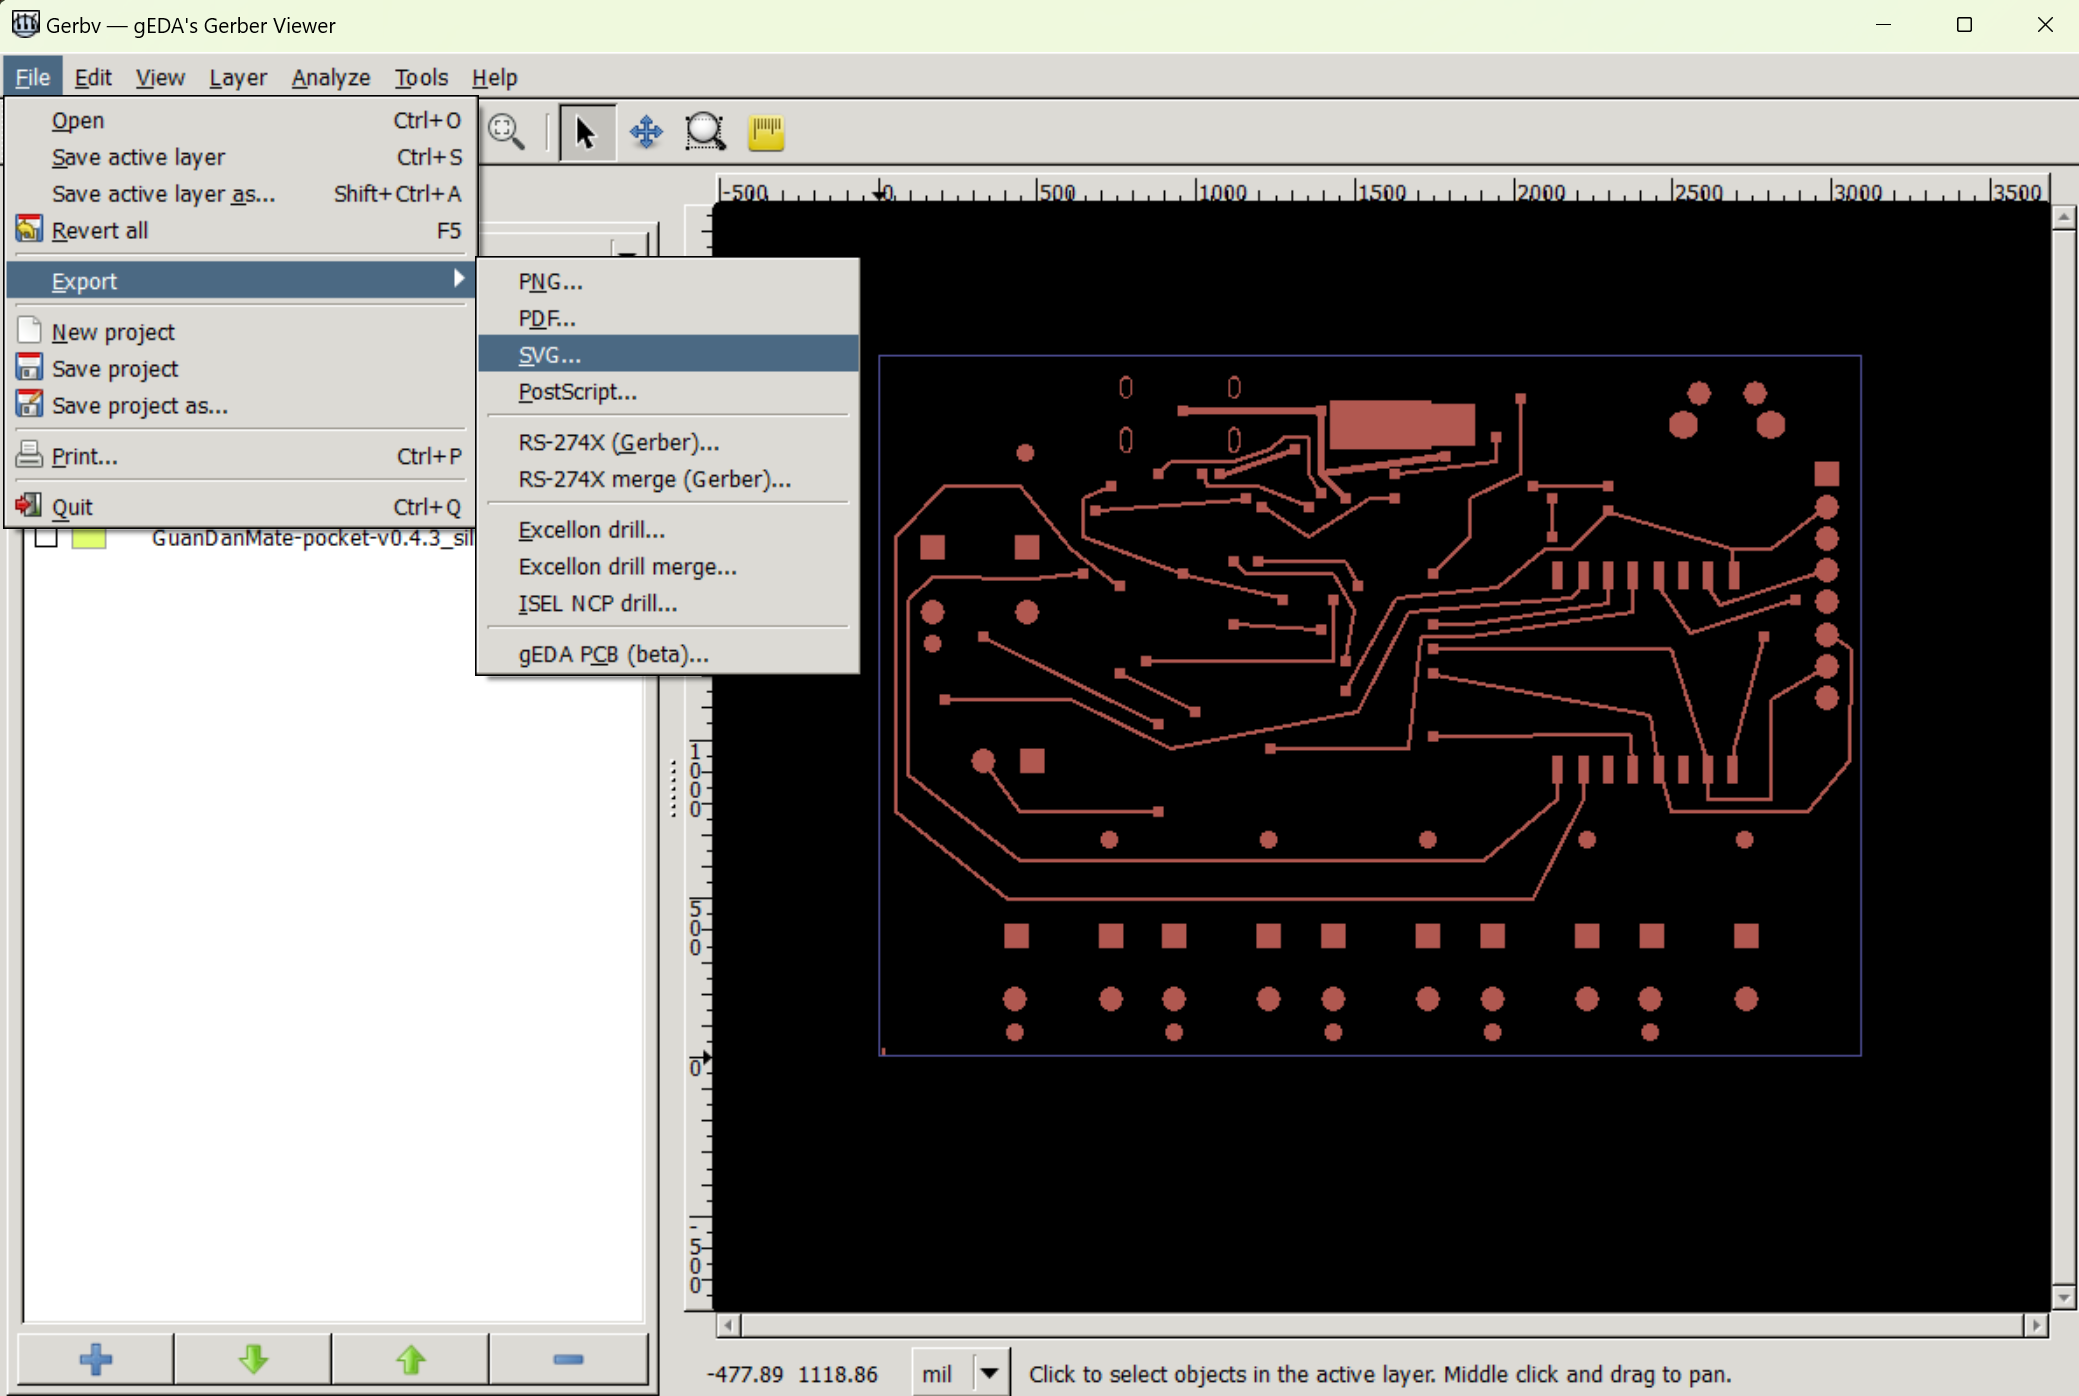 Gerbv — gEDA's Gerber Viewer
File Edit View Layer Analyze Tools Help
Open Ctrl+O
Save active layer Ctrl+S
Save active layer as... Shift+Ctrl+A
Revert all F5
Export
New project
Save project
Save project as...
Print... Ctrl+P
Quit Ctrl+Q
PNG...
PDF...
SVG...
PostScript...
RS-274X (Gerber)...
RS-274X merge (Gerber)...
Excellon drill...
Excellon drill merge...
ISEL NCP drill...
gEDA PCB (beta)...
GuanDanMate-pocket-v0.4.3_sil
-500 0 500 1000 1500 2000 2500 3000 3500
1000
500
0
-500
-477.89 1118.86 mil Click to select objects in the active layer. Middle click and drag to pan.